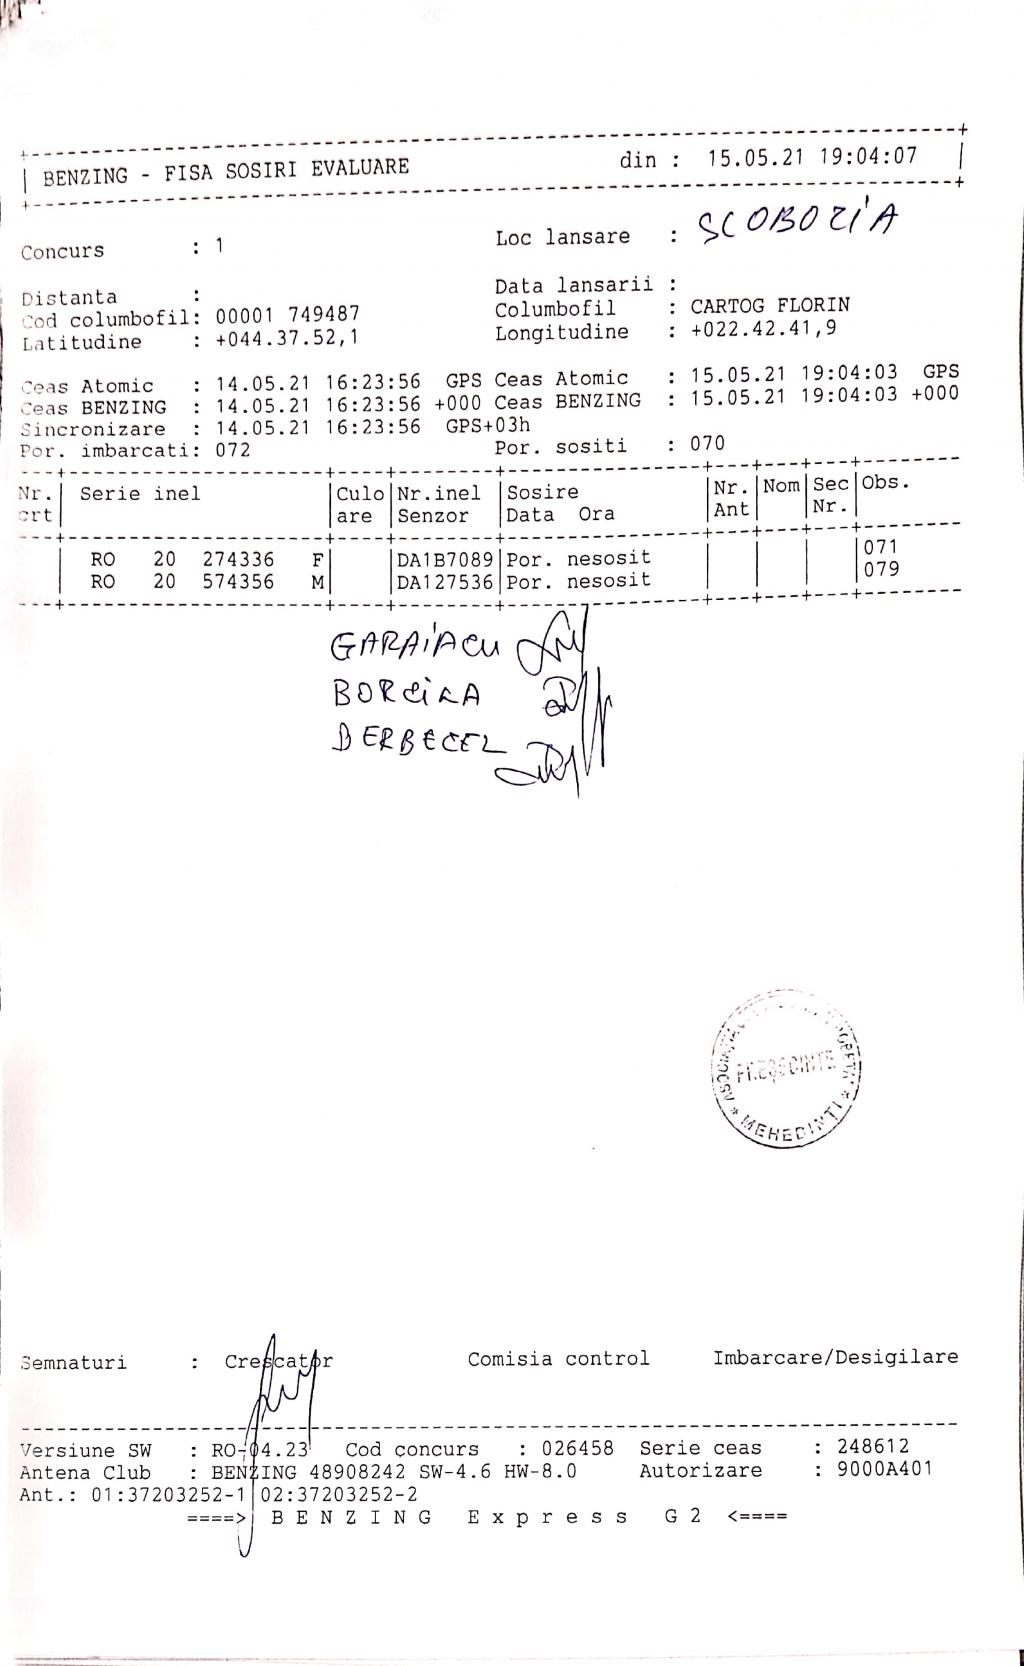 BENZING - FISA SOSIRI EVALUARE din : 15.05.21 19:04:07
Concurs : 1 Loc lansare : SCOBOZIA
Distanta : Data lansarii :
Cod columbofil: 00001 749487 Columbofil : CARTOG FLORIN
Latitudine : +044.37.52,1 Longitudine : +022.42.41,9
Ceas Atomic : 14.05.21 16:23:56 GPS Ceas Atomic : 15.05.21 19:04:03 GPS
Ceas BENZING : 14.05.21 16:23:56 +000 Ceas BENZING : 15.05.21 19:04:03 +000
Sincronizare : 14.05.21 16:23:56 GPS+03h
Por. imbarcati: 072 Por. sositi : 070
Nr. Serie inel Culo Nr.inel Sosire Nr. Nom Sec Obs.
crt are Senzor Data Ora Ant Nr.
RO 20 274336 F DA1B7089 Por. nesosit 071
RO 20 574356 M DA127536 Por. nesosit 079
GARAIACU
BORCILA
DERBECEL
ASOCIATIA
PRESEDINTE
* MEHEDINTI *
Semnaturi : Crescator Comisia control Imbarcare/Desigilare
Versiune SW : RO-04.23 Cod concurs : 026458 Serie ceas : 248612
Antena Club : BENZING 48908242 SW-4.6 HW-8.0 Autorizare : 9000A401
Ant.: 01:37203252-1 02:37203252-2
====> B E N Z I N G E x p r e s s G 2 <====